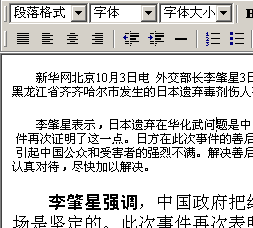 段落格式 字体 字体大小 B
新华网北京10月3日电 外交部长李肇星3日
黑龙江省齐齐哈尔市发生的日本遗弃毒剂伤人
李肇星表示，日本遗弃在华化武问题是中
件再次证明了这一点。日方在此次事件的善后
引起中国公众和受害者的强烈不满。解决善后
认真对待，尽快加以解决。
李肇星强调，中国政府把维
场是坚定的。此次事件再次表明